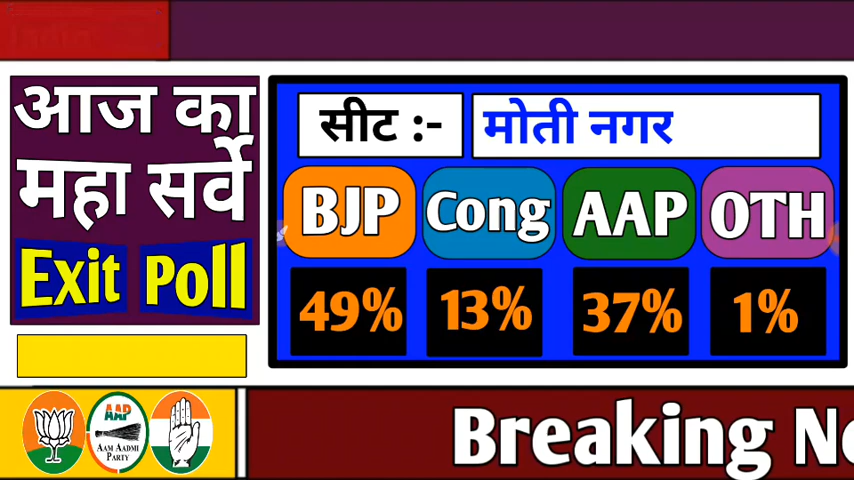 आज का
महा सर्वे
Exit Poll
सीट :- मोती नगर
BJP Cong AAP OTH
49% 13% 37% 1%
AAP
AAM AADMI
PARTY
Breaking